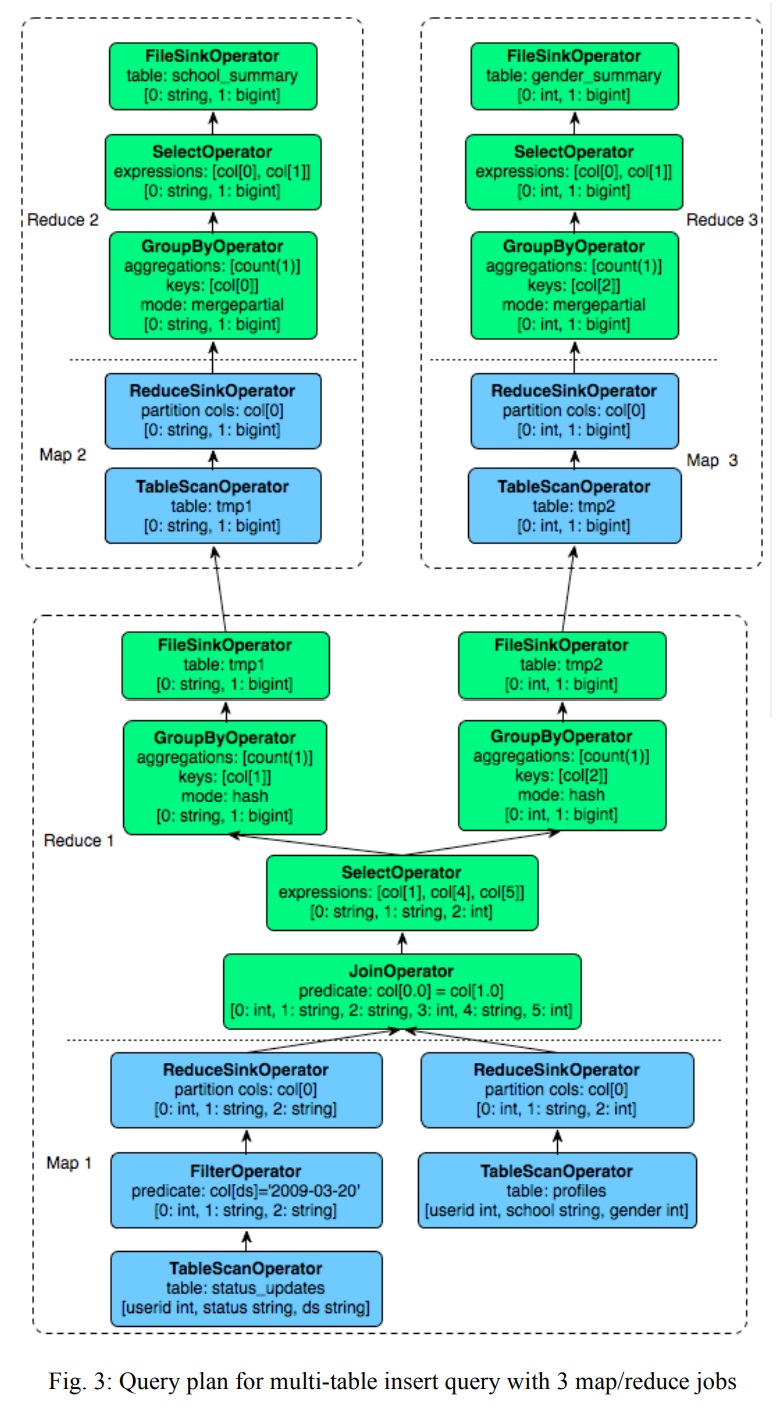 FileSinkOperator
table: school_summary
[0: string, 1: bigint]
SelectOperator
expressions: [col[0], col[1]]
[0: string, 1: bigint]
Reduce 2
GroupByOperator
aggregations: [count(1)]
keys: [col[0]]
mode: mergepartial
[0: string, 1: bigint]
ReduceSinkOperator
partition cols: col[0]
[0: string, 1: bigint]
Map 2
TableScanOperator
table: tmp1
[0: string, 1: bigint]
FileSinkOperator
table: gender_summary
[0: int, 1: bigint]
SelectOperator
expressions: [col[0], col[1]]
[0: int, 1: bigint]
Reduce 3
GroupByOperator
aggregations: [count(1)]
keys: [col[2]]
mode: mergepartial
[0: int, 1: bigint]
ReduceSinkOperator
partition cols: col[0]
[0: int, 1: bigint]
Map 3
TableScanOperator
table: tmp2
[0: int, 1: bigint]
FileSinkOperator
table: tmp1
[0: string, 1: bigint]
GroupByOperator
aggregations: [count(1)]
keys: [col[1]]
mode: hash
[0: string, 1: bigint]
FileSinkOperator
table: tmp2
[0: int, 1: bigint]
GroupByOperator
aggregations: [count(1)]
keys: [col[2]]
mode: hash
[0: int, 1: bigint]
Reduce 1
SelectOperator
expressions: [col[1], col[4], col[5]]
[0: string, 1: string, 2: int]
JoinOperator
predicate: col[0.0] = col[1.0]
[0: int, 1: string, 2: string, 3: int, 4: string, 5: int]
ReduceSinkOperator
partition cols: col[0]
[0: int, 1: string, 2: string]
ReduceSinkOperator
partition cols: col[0]
[0: int, 1: string, 2: int]
Map 1
FilterOperator
predicate: col[ds]='2009-03-20'
[0: int, 1: string, 2: string]
TableScanOperator
table: profiles
[userid int, school string, gender int]
TableScanOperator
table: status_updates
[userid int, status string, ds string]
Fig. 3: Query plan for multi-table insert query with 3 map/reduce jobs